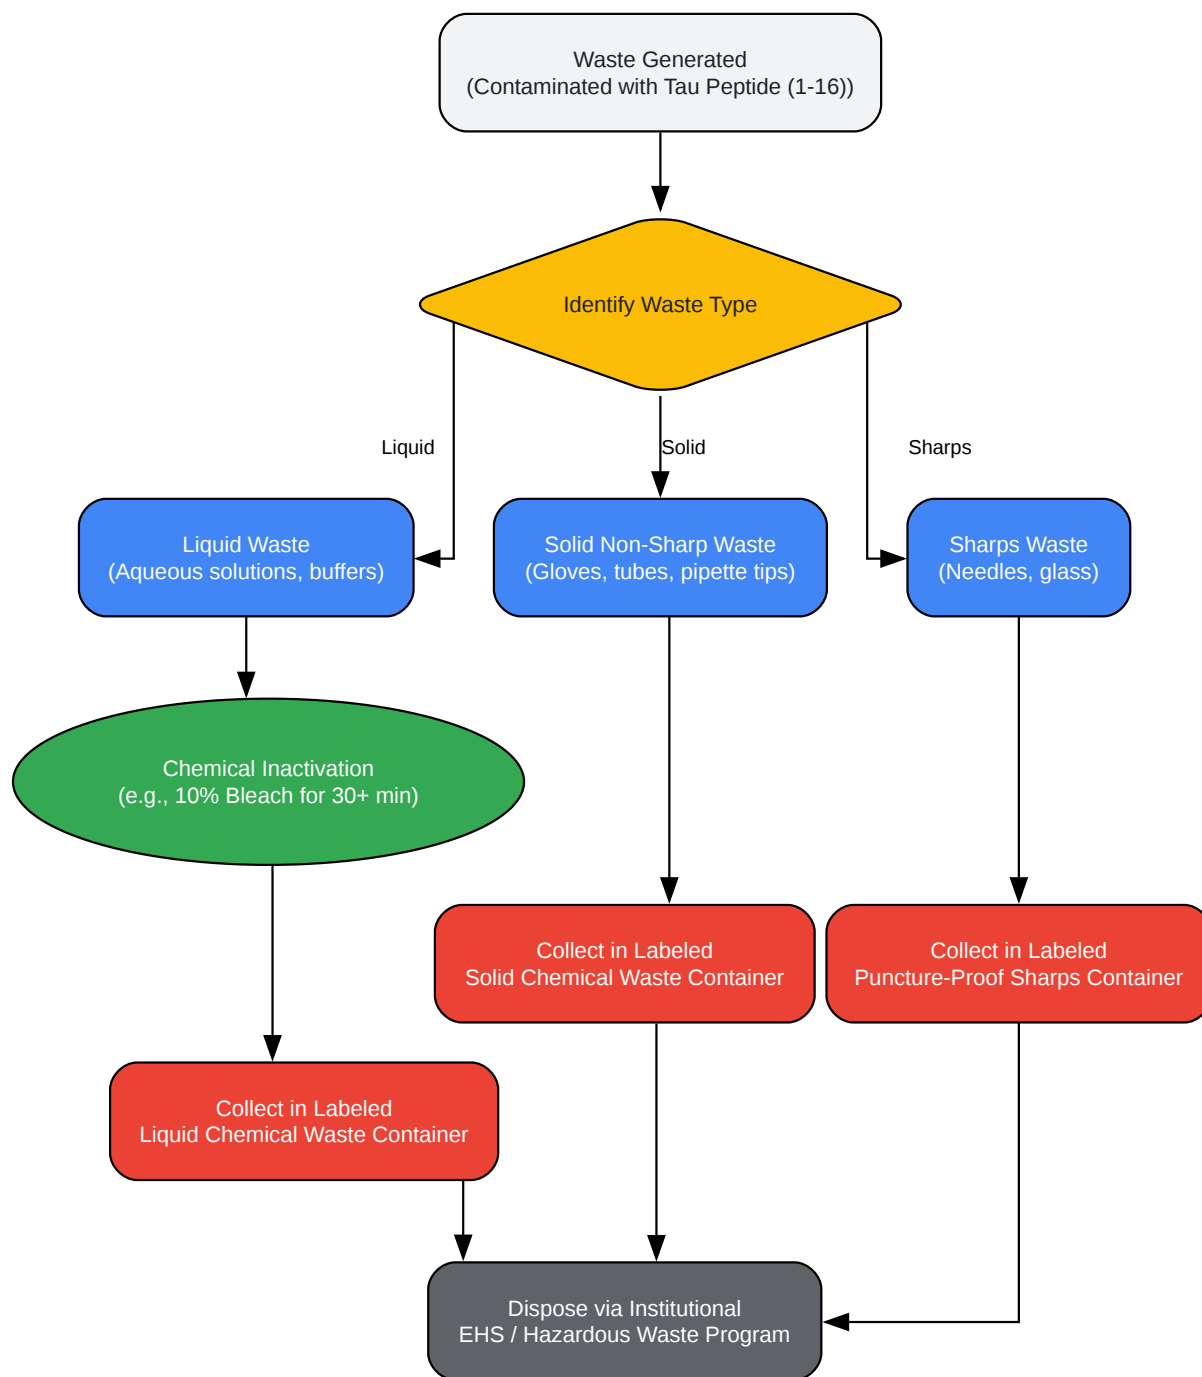 Waste Generated
(Contaminated with Tau Peptide (1-16))
Identify Waste Type
Liquid
Solid
Sharps
Liquid Waste
(Aqueous solutions, buffers)
Solid Non-Sharp Waste
(Gloves, tubes, pipette tips)
Sharps Waste
(Needles, glass)
Chemical Inactivation
(e.g., 10% Bleach for 30+ min)
Collect in Labeled
Solid Chemical Waste Container
Collect in Labeled
Puncture-Proof Sharps Container
Collect in Labeled
Liquid Chemical Waste Container
Dispose via Institutional
EHS / Hazardous Waste Program